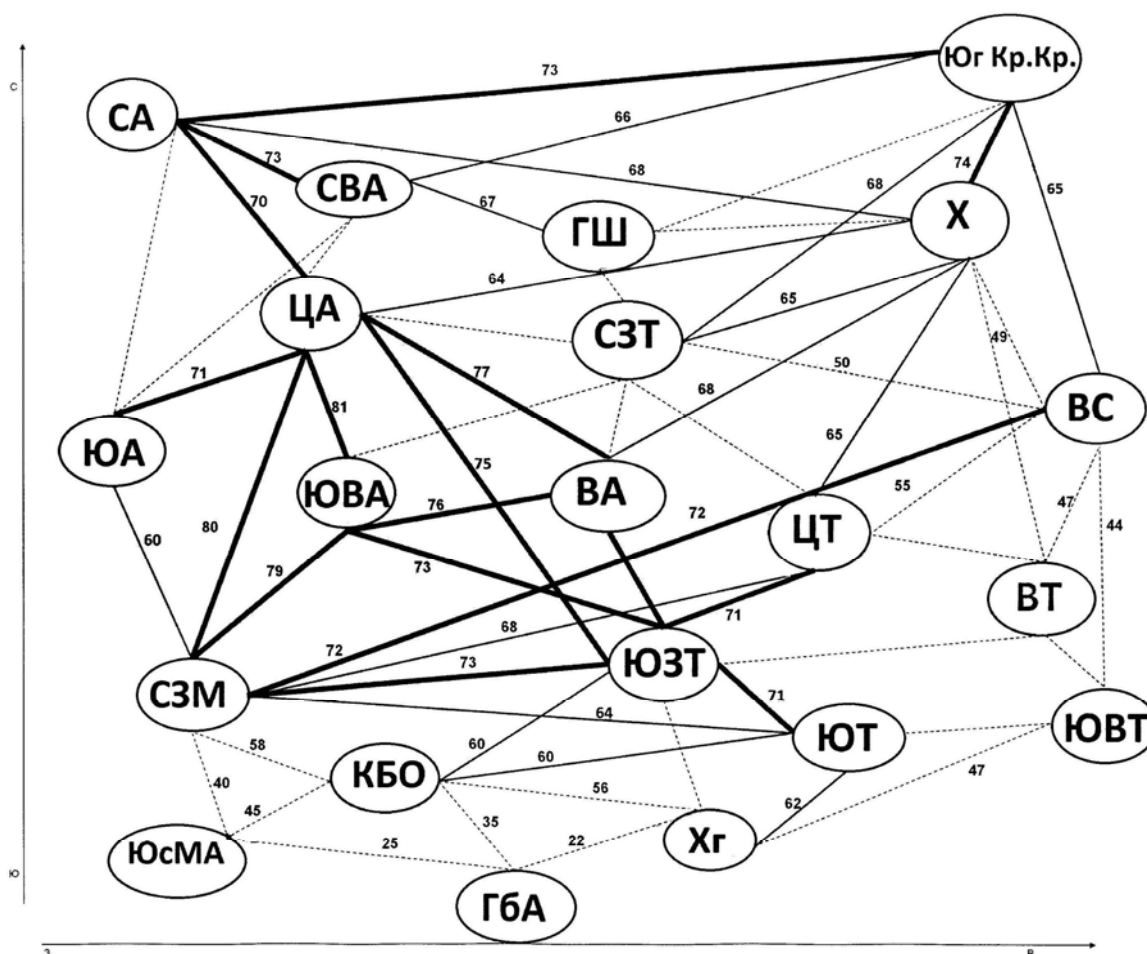 С
Юг Кр.Кр.
73
СА
66
73
СВА
68
74
68
65
70
67
ГШ
Х
64
ЦА
65
СЗТ
49
77
50
71
68
ВС
81
ЮА
65
ЮВА
75
ВА
55
76
72
47
44
60
80
ЦТ
79
73
ВТ
71
68
72
73
ЮЗТ
СЗМ
71
64
ЮТ
ЮВТ
58
60
КБО
60
47
40
56
62
45
35
Хг
ЮсМА
25
22
Ю
ГбА
З
В